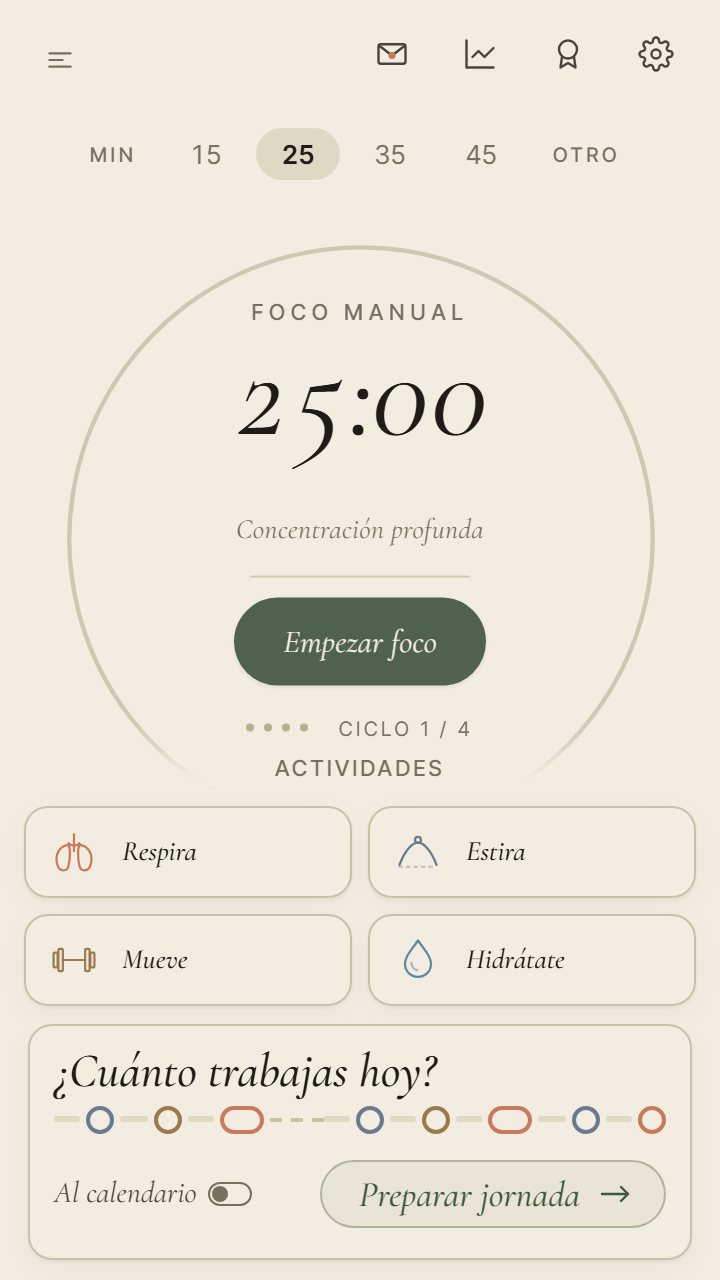 MIN 15 25 35 45 OTRO
FOCO MANUAL
25:00
Concentración profunda
Empezar foco
CICLO 1 / 4
ACTIVIDADES
Respira
Estira
Mueve
Hidrátate
¿Cuánto trabajas hoy?
Al calendario
Preparar jornada →